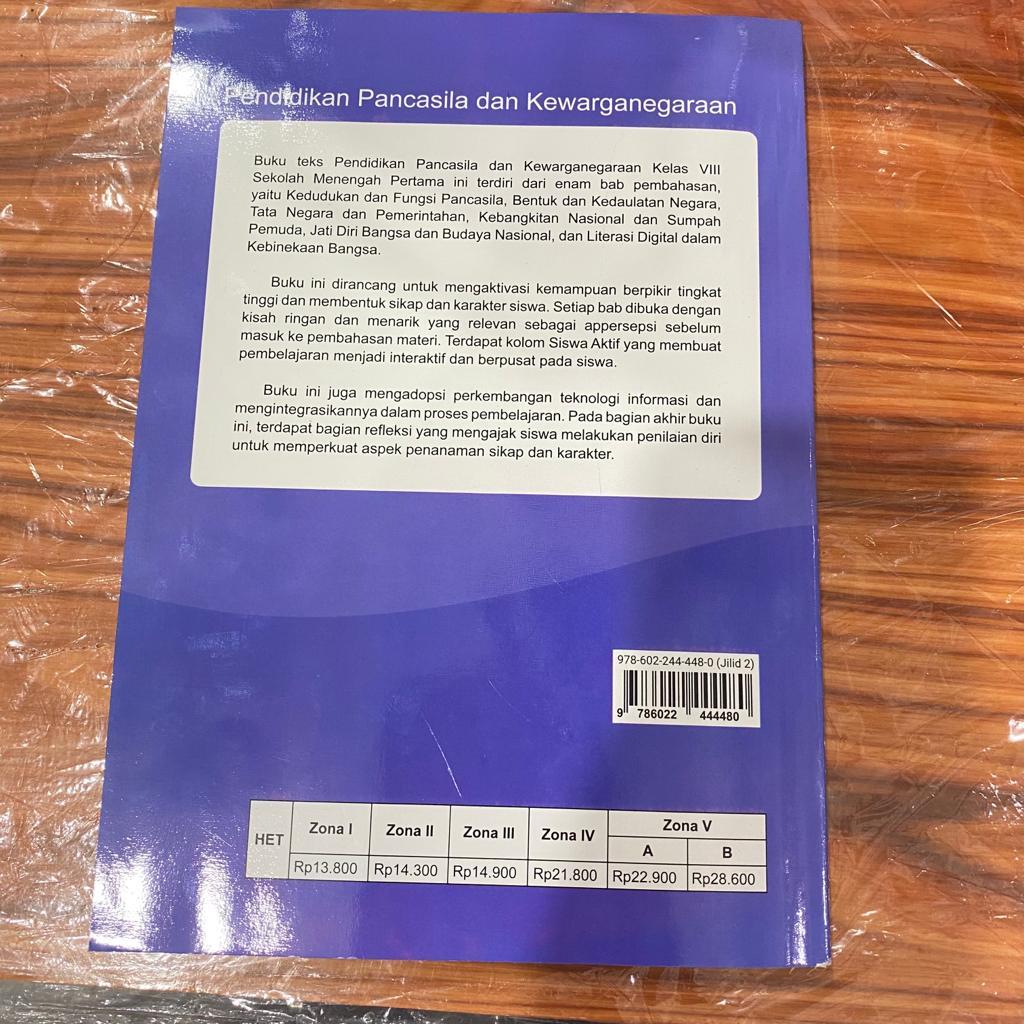 Pendidikan Pancasila dan Kewarganegaraan
Buku teks Pendidikan Pancasila dan Kewarganegaraan Kelas VIII
Sekolah Menengah Pertama ini terdiri dari enam bab pembahasan,
yaitu Kedudukan dan Fungsi Pancasila, Bentuk dan Kedaulatan Negara,
Tata Negara dan Pemerintahan, Kebangkitan Nasional dan Sumpah
Pemuda, Jati Diri Bangsa dan Budaya Nasional, dan Literasi Digital dalam
Kebinekaan Bangsa.
Buku ini dirancang untuk mengaktivasi kemampuan berpikir tingkat
tinggi dan membentuk sikap dan karakter siswa. Setiap bab dibuka dengan
kisah ringan dan menarik yang relevan sebagai appersepsi sebelum
masuk ke pembahasan materi. Terdapat kolom Siswa Aktif yang membuat
pembelajaran menjadi interaktif dan berpusat pada siswa.
Buku ini juga mengadopsi perkembangan teknologi informasi dan
mengintegrasikannya dalam proses pembelajaran. Pada bagian akhir buku
ini, terdapat bagian refleksi yang mengajak siswa melakukan penilaian diri
untuk memperkuat aspek penanaman sikap dan karakter.
978-602-244-448-0 (Jilid 2)
9 786022 444480
HET Zona I Zona II Zona III Zona IV Zona V
A B
Rp13.800 Rp14.300 Rp14.900 Rp21.800 Rp22.900 Rp28.600